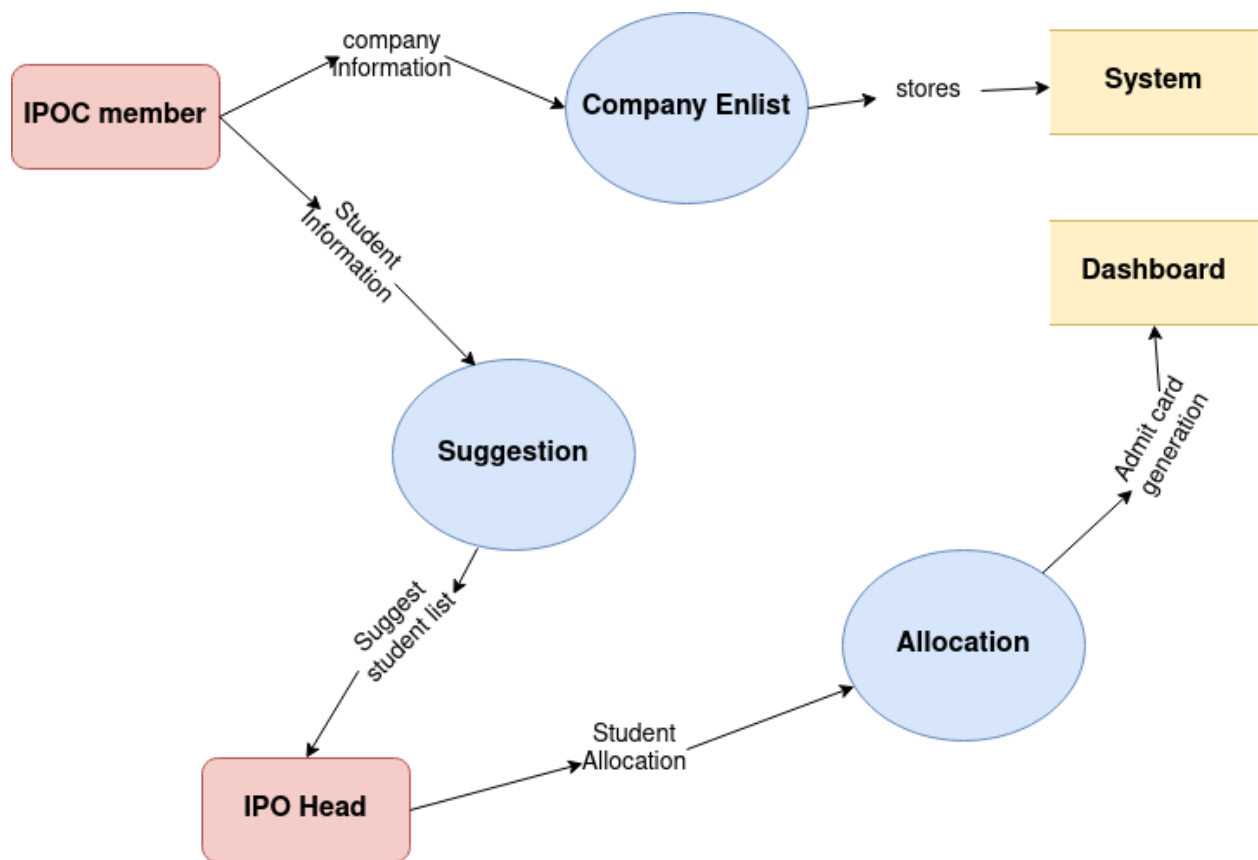 company
information
IPOC member
Company Enlist
stores
System
Student
Information
Dashboard
Suggestion
Admit card
generation
Suggest
student list
Allocation
Student
Allocation
IPO Head